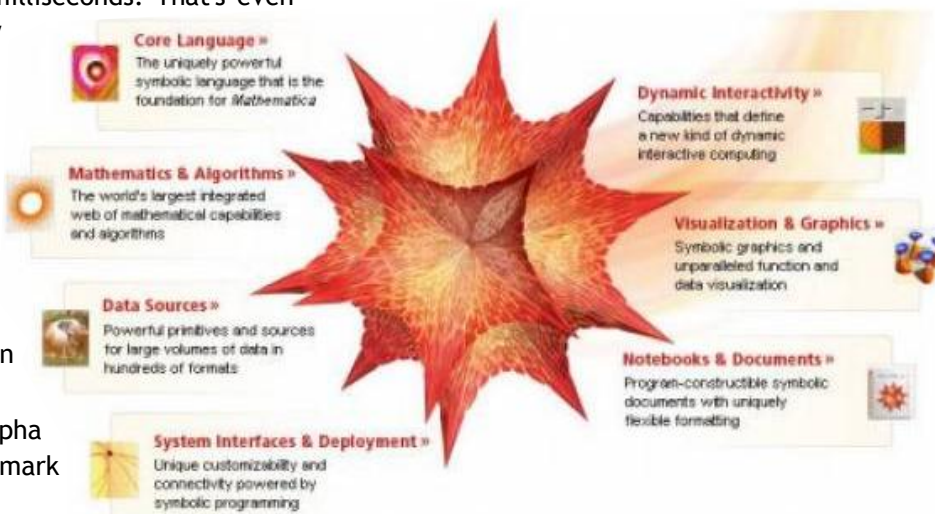 milliseconds! That's even
Core Language »
The uniquely powerful
symbolic language that is the
foundation for Mathematica
Mathematics & Algorithms »
The world's largest integrated
web of mathematical capabilities
and algorithms
Data Sources »
Powerful primitives and sources
for large volumes of data in
hundreds of formats
System Interfaces & Deployment »
Unique customizability and
connectivity powered by
symbolic programming
Dynamic Interactivity »
Capabilities that define
a new kind of dynamic
interactive computing
Visualization & Graphics »
Symbolic graphics and
unparalleled function and
data visualization
Notebooks & Documents »
Program-constructible symbolic
documents with uniquely
flexible formatting
n
pha
mark